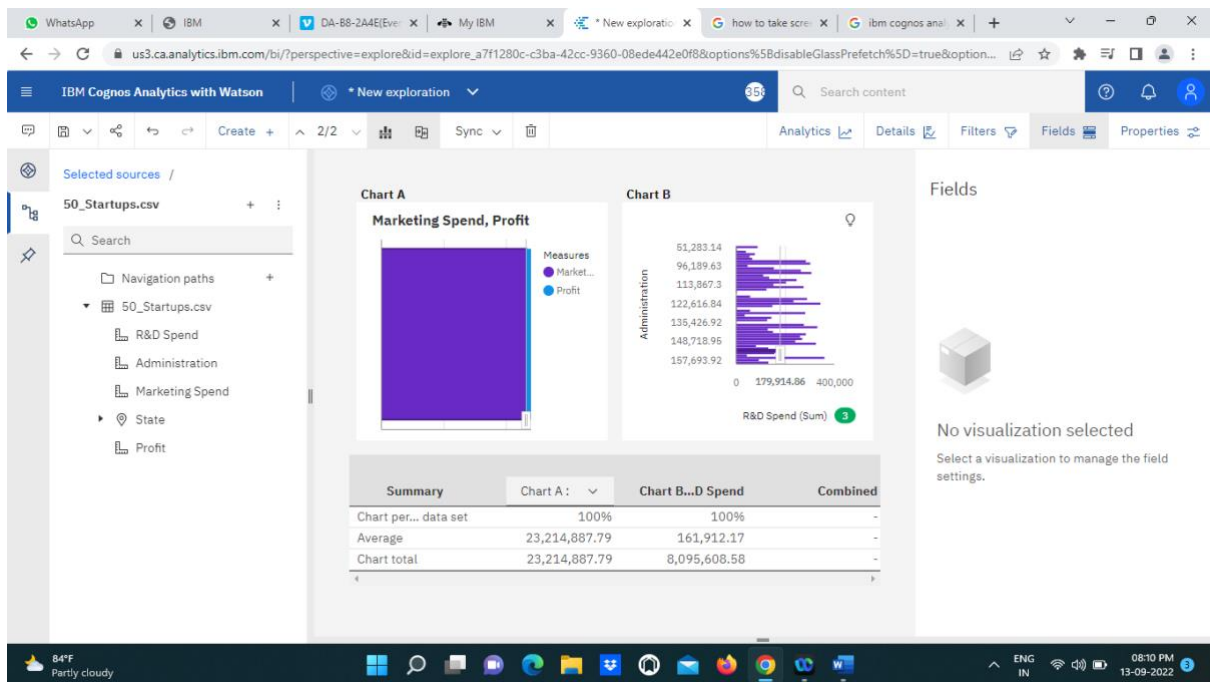 WhatsApp
IBM
DA-B8-2A4E(Ever
My IBM
* New exploratio
how to take scree
ibm cognos anal
us3.ca.analytics.ibm.com/bi/?perspective=explore&id=explore_a7f1280c-c3ba-42cc-9360-08ede442e0f8&options%5BdisableGlassPrefetch%5D=true&option...
IBM Cognos Analytics with Watson
* New exploration
358
Search content
Create +
2/2
Sync
Analytics
Details
Filters
Fields
Properties
Selected sources /
50_Startups.csv
Search
Navigation paths
50_Startups.csv
R&D Spend
Administration
Marketing Spend
State
Profit
Chart A
Marketing Spend, Profit
Measures
Market...
Profit
Chart B
Administration
51,283.14
96,189.63
113,867.3
122,616.84
135,426.92
148,718.95
157,693.92
0 179,914.86 400,000
R&D Spend (Sum) 3
Summary Chart A : Chart B...D Spend Combined
Chart per... data set 100% 100% -
Average 23,214,887.79 161,912.17 -
Chart total 23,214,887.79 8,095,608.58 -
Fields
No visualization selected
Select a visualization to manage the field
settings.
84°F
Partly cloudy
ENG
IN
08:10 PM
13-09-2022
3